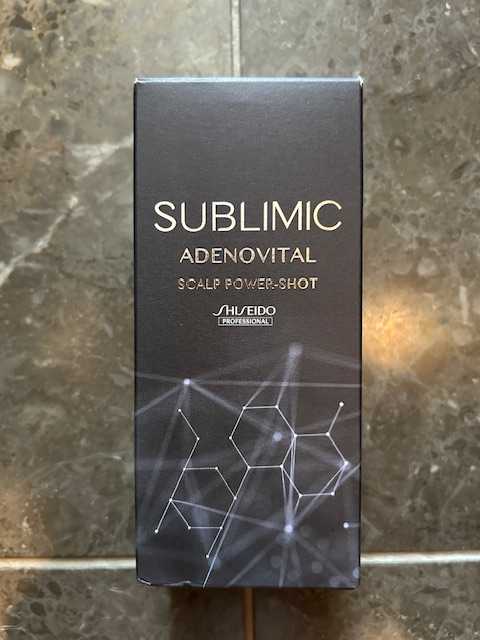 SUBLIMIC
ADENOVITAL
SCALP POWER-SHOT
SHISEIDO
PROFESSIONAL